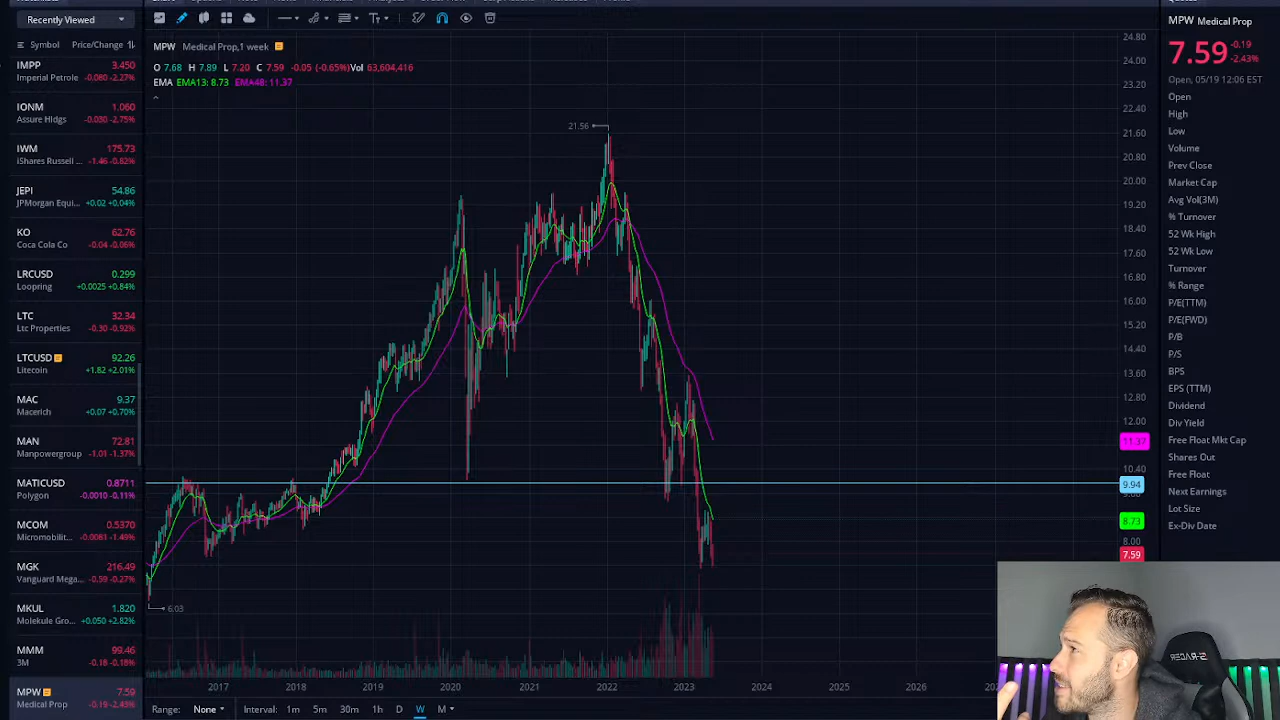 Recently Viewed
Symbol Price/Change
IMPP 3.450
Imperial Petrole -0.080 -2.27%
IONM 1.060
Assure Hldgs -0.030 -2.75%
IWM 175.73
iShares Russell ... -1.46 -0.82%
JEPI 54.86
JPMorgan Equi... +0.02 +0.04%
KO 62.76
Coca Cola Co -0.04 -0.06%
LRCUSD 0.299
Loopring +0.0025 +0.84%
LTC 32.34
Ltc Properties -0.30 -0.92%
LTCUSD 92.26
Litecoin +1.82 +2.01%
MAC 9.37
Macerich +0.07 +0.70%
MAN 72.81
Manpowergroup -1.01 -1.37%
MATICUSD 0.8711
Polygon -0.0010 -0.11%
MCOM 0.5370
Micromobilit... -0.0081 -1.48%
MGK 216.49
Vanguard Mega... -0.59 -0.27%
MKUL 1.820
Molekule Gro... +0.050 +2.82%
MMM 99.46
3M -0.18 -0.18%
MPW 7.59
Medical Prop -0.19 -2.43%
MPW Medical Prop,1 week
O 7.68 H 7.89 L 7.20 C 7.59 -0.05 (-0.65%) Vol 63,604,416
EMA EMA13: 8.73 EMA48: 11.37
21.56
6.03
24.80
24.00
23.20
22.40
21.60
20.80
20.00
19.20
18.40
17.60
16.80
16.00
15.20
14.40
13.60
12.80
12.00
11.37
10.40
9.94
8.73
8.00
7.59
2017 2018 2019 2020 2021 2022 2023 2024 2025 2026
Range: None Interval: 1m 5m 30m 1h D W M
MPW Medical Prop
7.59 -0.19
-2.43%
Open, 05/19 12:06 EST
Open
High
Low
Volume
Prev Close
Market Cap
Avg Vol(3M)
% Turnover
52 Wk High
52 Wk Low
Turnover
% Range
P/E(TTM)
P/E(FWD)
P/B
P/S
BPS
EPS (TTM)
Dividend
Div Yield
Free Float Mkt Cap
Shares Out
Free Float
Next Earnings
Lot Size
Ex-Div Date